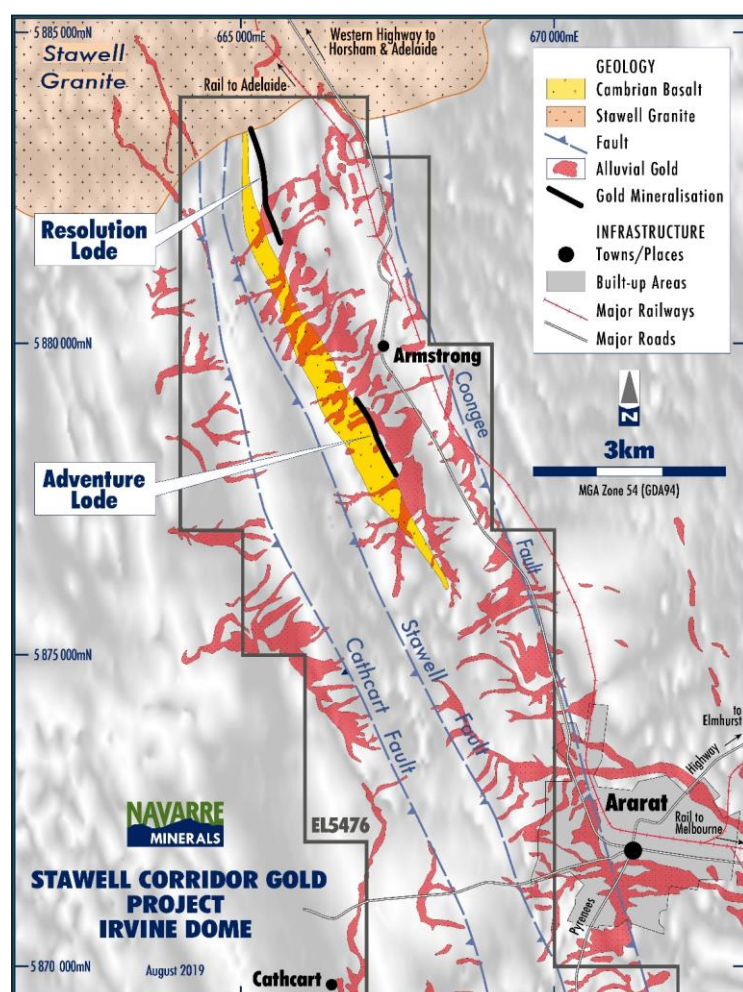 5 885 000mN
665 000mE
670 000mE
Western Highway to
Horsham & Adelaide
Stawell
Granite
Rail to Adelaide
GEOLOGY
Cambrian Basalt
Stawell Granite
Fault
Alluvial Gold
Gold Mineralisation
INFRASTRUCTURE
Towns/Places
Built-up Areas
Major Railways
Major Roads
Resolution
Lode
5 880 000mN
Armstrong
Coongee
Fault
N
3km
MGA Zone 54 (GDA94)
Adventure
Lode
5 875 000mN
Stawell
Fault
Cathcart
Fault
to
Elmhurst
Highway
Ararat
Rail to
Melbourne
Pyrenees
EL5476
NAVARRE
MINERALS
STAWELL CORRIDOR GOLD
PROJECT
IRVINE DOME
August 2019
5 870 000mN
Cathcart